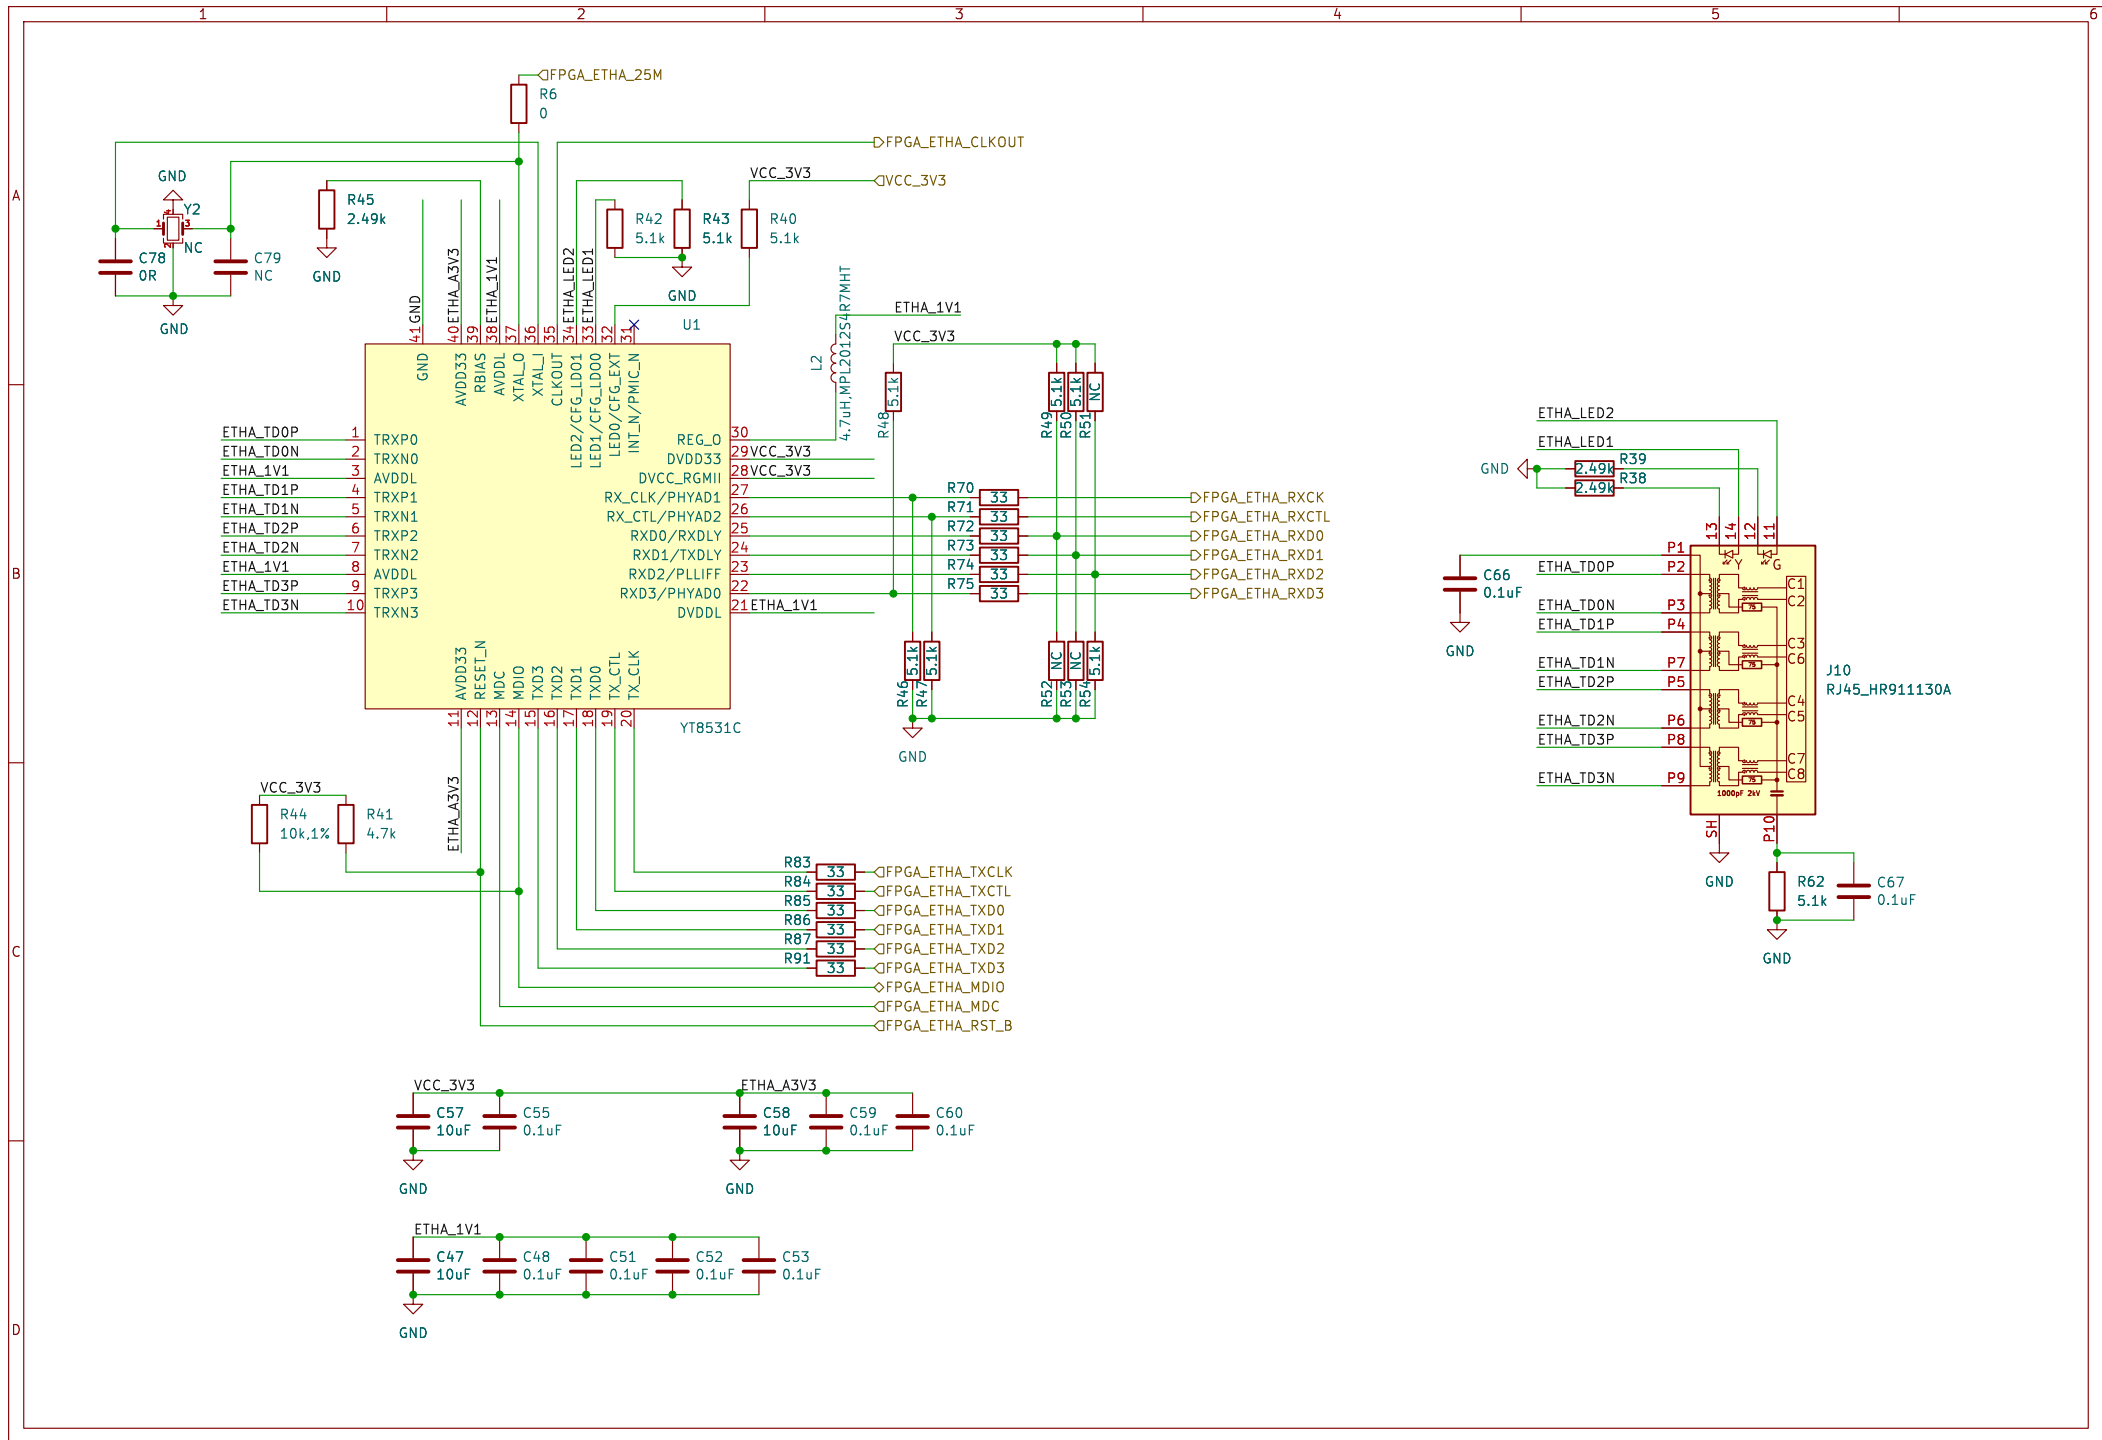 1 2 3 4 5 6
A
B
C
D
FPGA_ETHA_25M
R6
0
FPGA_ETHA_CLKOUT
VCC_3V3
VCC_3V3
GND
Y2
NC
1
2
3
4
C78
0R
C79
NC
GND
R45
2.49k
GND
R42
5.1k
R43
5.1k
R40
5.1k
GND
GND
ETHA_A3V3
ETHA_1V1
ETHA_LED2
ETHA_LED1
41 40 39 38 37 36 35 34 33 32 31
U1
GND
AVDD33
RBIAS
AVDDL
XTAL_O
XTAL_I
CLKOUT
LED2/CFG_LDO1
LED1/CFG_LDO0
LED0/CFG_EXT
INT_N/PMIC_N
L2
4.7uH,MPL2012S4R7MHT
ETHA_1V1
VCC_3V3
ETHA_TD0P 1 TRXP0
ETHA_TD0N 2 TRXN0
ETHA_1V1 3 AVDDL
ETHA_TD1P 4 TRXP1
ETHA_TD1N 5 TRXN1
ETHA_TD2P 6 TRXP2
ETHA_TD2N 7 TRXN2
ETHA_1V1 8 AVDDL
ETHA_TD3P 9 TRXP3
ETHA_TD3N 10 TRXN3
REG_O 30
DVDD33 29 VCC_3V3
DVCC_RGMII 28 VCC_3V3
RX_CLK/PHYAD1 27
RX_CTL/PHYAD2 26
RXD0/RXDLY 25
RXD1/TXDLY 24
RXD2/PLLIFF 23
RXD3/PHYAD0 22
DVDDL 21 ETHA_1V1
R48 5.1k
R49 5.1k
R50 5.1k
R51 NC
R70 33 FPGA_ETHA_RXCK
R71 33 FPGA_ETHA_RXCTL
R72 33 FPGA_ETHA_RXD0
R73 33 FPGA_ETHA_RXD1
R74 33 FPGA_ETHA_RXD2
R75 33 FPGA_ETHA_RXD3
R46 5.1k
R47 5.1k
R52 NC
R53 NC
R54 5.1k
GND
AVDD33
RESET_N
MDC
MDIO
TXD3
TXD2
TXD1
TXD0
TX_CTL
TX_CLK
11 12 13 14 15 16 17 18 19 20
YT8531C
ETHA_A3V3
VCC_3V3
R44
10k,1%
R41
4.7k
R83 33 FPGA_ETHA_TXCLK
R84 33 FPGA_ETHA_TXCTL
R85 33 FPGA_ETHA_TXD0
R86 33 FPGA_ETHA_TXD1
R87 33 FPGA_ETHA_TXD2
R91 33 FPGA_ETHA_TXD3
FPGA_ETHA_MDIO
FPGA_ETHA_MDC
FPGA_ETHA_RST_B
ETHA_LED2
ETHA_LED1
GND
2.49k R39
2.49k R38
13 14 12 11
Y G
C66
0.1uF
GND
P1
ETHA_TD0P P2
ETHA_TD0N P3
ETHA_TD1P P4
ETHA_TD1N P7
ETHA_TD2P P5
ETHA_TD2N P6
ETHA_TD3P P8
ETHA_TD3N P9
C1
C2
C3
C6
C4
C5
C7
C8
75
75
75
75
1000pF 2kV
J10
RJ45_HR911130A
SH
P10
GND
R62
5.1k
C67
0.1uF
GND
VCC_3V3
ETHA_A3V3
C57
10uF
C55
0.1uF
C58
10uF
C59
0.1uF
C60
0.1uF
GND
GND
ETHA_1V1
C47
10uF
C48
0.1uF
C51
0.1uF
C52
0.1uF
C53
0.1uF
GND